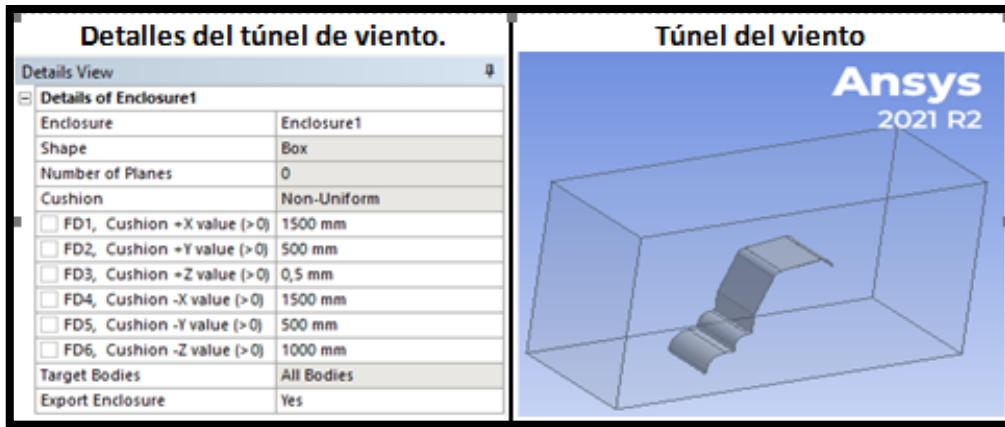 Detalles del túnel de viento.
Túnel del viento
Details View
Details of Enclosure1
Enclosure Enclosure1
Shape Box
Number of Planes 0
Cushion Non-Uniform
FD1, Cushion +X value (>0) 1500 mm
FD2, Cushion +Y value (>0) 500 mm
FD3, Cushion +Z value (>0) 0,5 mm
FD4, Cushion -X value (>0) 1500 mm
FD5, Cushion -Y value (>0) 500 mm
FD6, Cushion -Z value (>0) 1000 mm
Target Bodies All Bodies
Export Enclosure Yes
Ansys
2021 R2